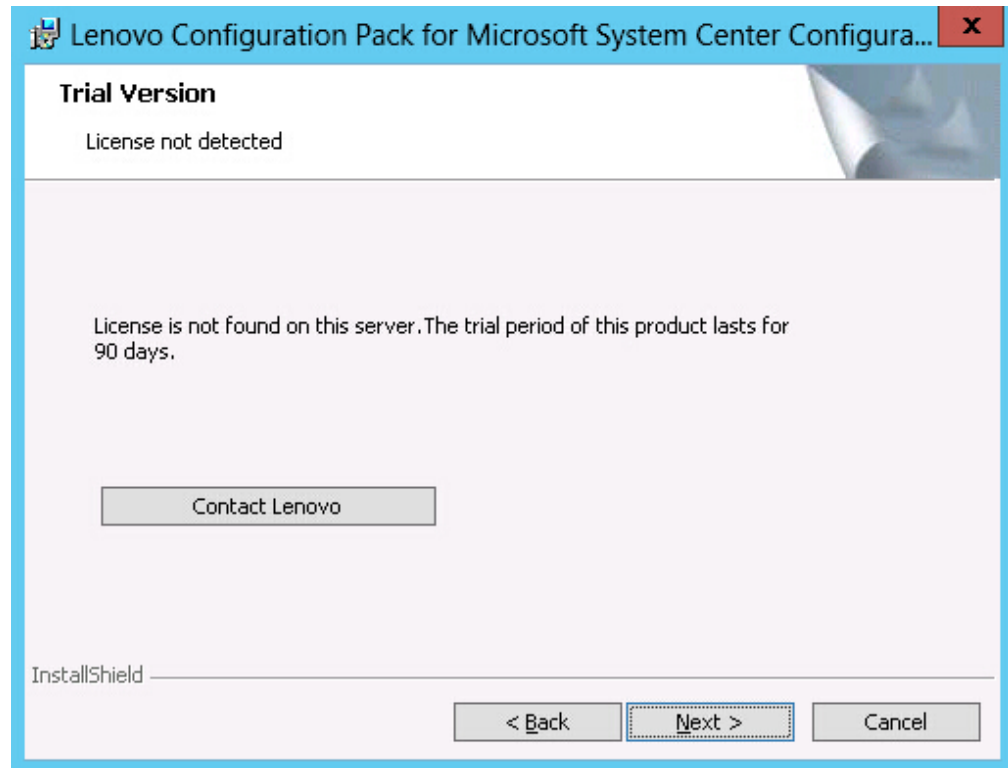 Lenovo Configuration Pack for Microsoft System Center Configura... X
Trial Version
License not detected
License is not found on this server.The trial period of this product lasts for
90 days.
Contact Lenovo
InstallShield
< Back Next > Cancel